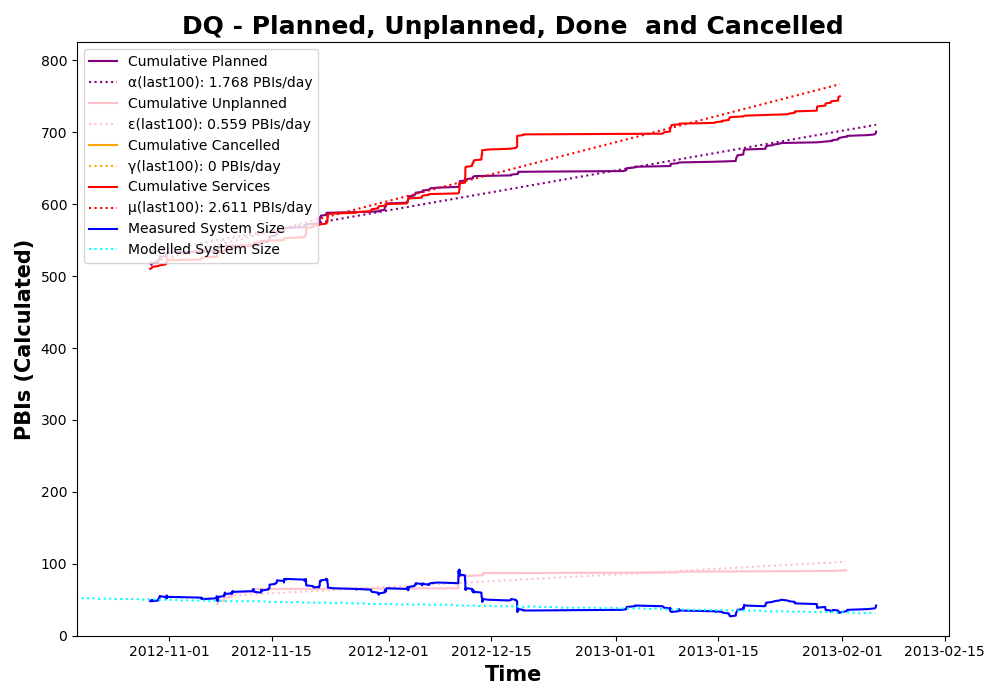 DQ - Planned, Unplanned, Done  and Cancelled
Cumulative Planned
α(last100): 1.768 PBIs/day
Cumulative Unplanned
ε(last100): 0.559 PBIs/day
Cumulative Cancelled
γ(last100): 0 PBIs/day
Cumulative Services
μ(last100): 2.611 PBIs/day
Measured System Size
Modelled System Size
PBIs (Calculated)
800
700
600
500
400
300
200
100
0
2012-11-01 2012-11-15 2012-12-01 2012-12-15 2013-01-01 2013-01-15 2013-02-01 2013-02-15
Time